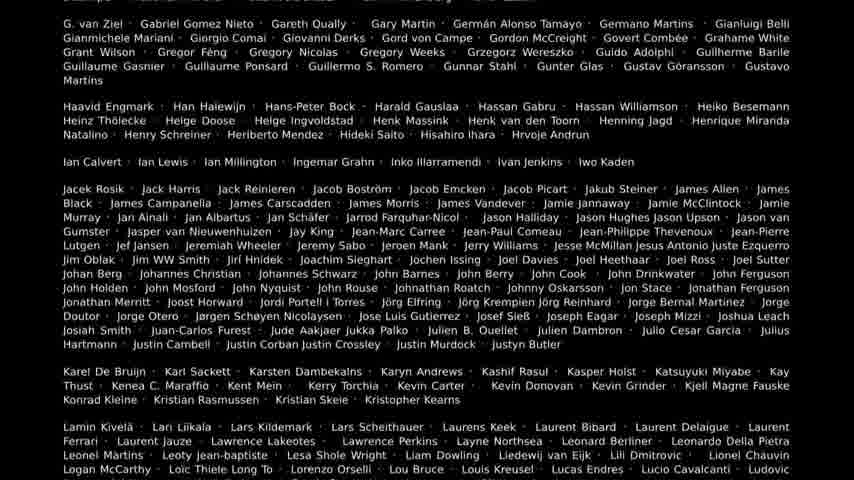 G. van Ziel · Gabriel Gomez Nieto · Gareth Qually · Gary Martin · Germán Alonso Tamayo · Germano Martins · Gianluigi Belli
Gianmichele Mariani · Giorgio Comai · Giovanni Derks · Gord von Campe · Gordon McCreight · Govert Combée · Grahame White
Grant Wilson · Gregor Féng · Gregory Nicolas · Gregory Weeks · Grzegorz Wereszko · Guido Adolphi · Guilherme Barile
Guillaume Gasnier · Guillaume Ponsard · Guillermo S. Romero · Gunnar Stahl · Gunter Glas · Gustav Göransson · Gustavo
Martins
Haavid Engmark · Han Halewijn · Hans-Peter Bock · Harald Gauslaa · Hassan Gabru · Hassan Williamson · Heiko Besemann
Heinz Thölecke · Helge Doose · Helge Ingvoldstad · Henk Massink · Henk van den Toorn · Henning Jagd · Henrique Miranda
Natalino · Henry Schreiner · Heriberto Mendez · Hideki Saito · Hisahiro Ihara · Hrvoje Andrun
Ian Calvert · Ian Lewis · Ian Millington · Ingemar Grahn · Inko Illarramendi · Ivan Jenkins · Iwo Kaden
Jacek Rosik · Jack Harris · Jack Reinieren · Jacob Boström · Jacob Emcken · Jacob Picart · Jakub Steiner · James Allen · James
Black · James Campanella · James Carscadden · James Morris · James Vandever · Jamie Jannaway · Jamie McClintock · Jamie
Murray · Jan Ainali · Jan Albartus · Jan Schäfer · Jarrod Farquhar-Nicol · Jason Halliday · Jason Hughes Jason Upson · Jason van
Gumster · Jasper van Nieuwenhuizen · Jay King · Jean-Marc Carree · Jean-Paul Comeau · Jean-Philippe Thevenoux · Jean-Pierre
Lutgen · Jef Jansen · Jeremiah Wheeler · Jeremy Sabo · Jeroen Mank · Jerry Williams · Jesse McMillan Jesus Antonio Juste Ezquerro
Jim Oblak · Jim WW Smith · Jirí Hnídek · Joachim Sieghart · Jochen Issing · Joel Davies · Joel Heethaar · Joel Ross · Joel Sutter
Johan Berg · Johannes Christian · Johannes Schwarz · John Barnes · John Berry · John Cook · John Drinkwater · John Ferguson
John Holden · John Mosford · John Nyquist · John Rouse · Johnathan Roatch · Johnny Oskarsson · Jon Stace · Jonathan Ferguson
Jonathan Merritt · Joost Howard · Jordi Portell i Torres · Jörg Elfring · Jörg Krempien Jörg Reinhard · Jorge Bernal Martinez · Jorge
Doutor · Jorge Otero · Jørgen Schøyen Nicolaysen · Jose Luis Gutierrez · Josef Sieß · Joseph Eagar · Joseph Mizzi · Joshua Leach
Josiah Smith · Juan-Carlos Furest · Jude Aakjaer Jukka Palko · Julien B. Ouellet · Julien Dambron · Julio Cesar Garcia · Julius
Hartmann · Justin Cambell · Justin Corban Justin Crossley · Justin Murdock · justyn Butler
Karel De Bruijn · Karl Sackett · Karsten Dambekalns · Karyn Andrews · Kashif Rasul · Kasper Holst · Katsuyuki Miyabe · Kay
Thust · Kenea C. Maraffio · Kent Mein · Kerry Torchia · Kevin Carter · Kevin Donovan · Kevin Grinder · Kjell Magne Fauske
Konrad Kleine · Kristian Rasmussen · Kristian Skeie · Kristopher Kearns
Lamin Kivelä · Lari Liikala · Lars Kildemark · Lars Scheithauer · Laurens Keek · Laurent Bibard · Laurent Delaigue · Laurent
Ferrari · Laurent Jauze · Lawrence Lakeotes · Lawrence Perkins · Layne Northsea · Léonard Berliner · Leonardo Della Pietra
Leonel Martins · Leoty Jean-baptiste · Lesa Shole Wright · Liam Dowling · Liedewij van Eijk · Lili Dmitrovic · Lionel Chauvin
Logan McCarthy · Loïc Thiele Long To · Lorenzo Orselli · Lou Bruce · Louis Kreusel · Lucas Endres · Lucio Cavalcanti · Ludovic